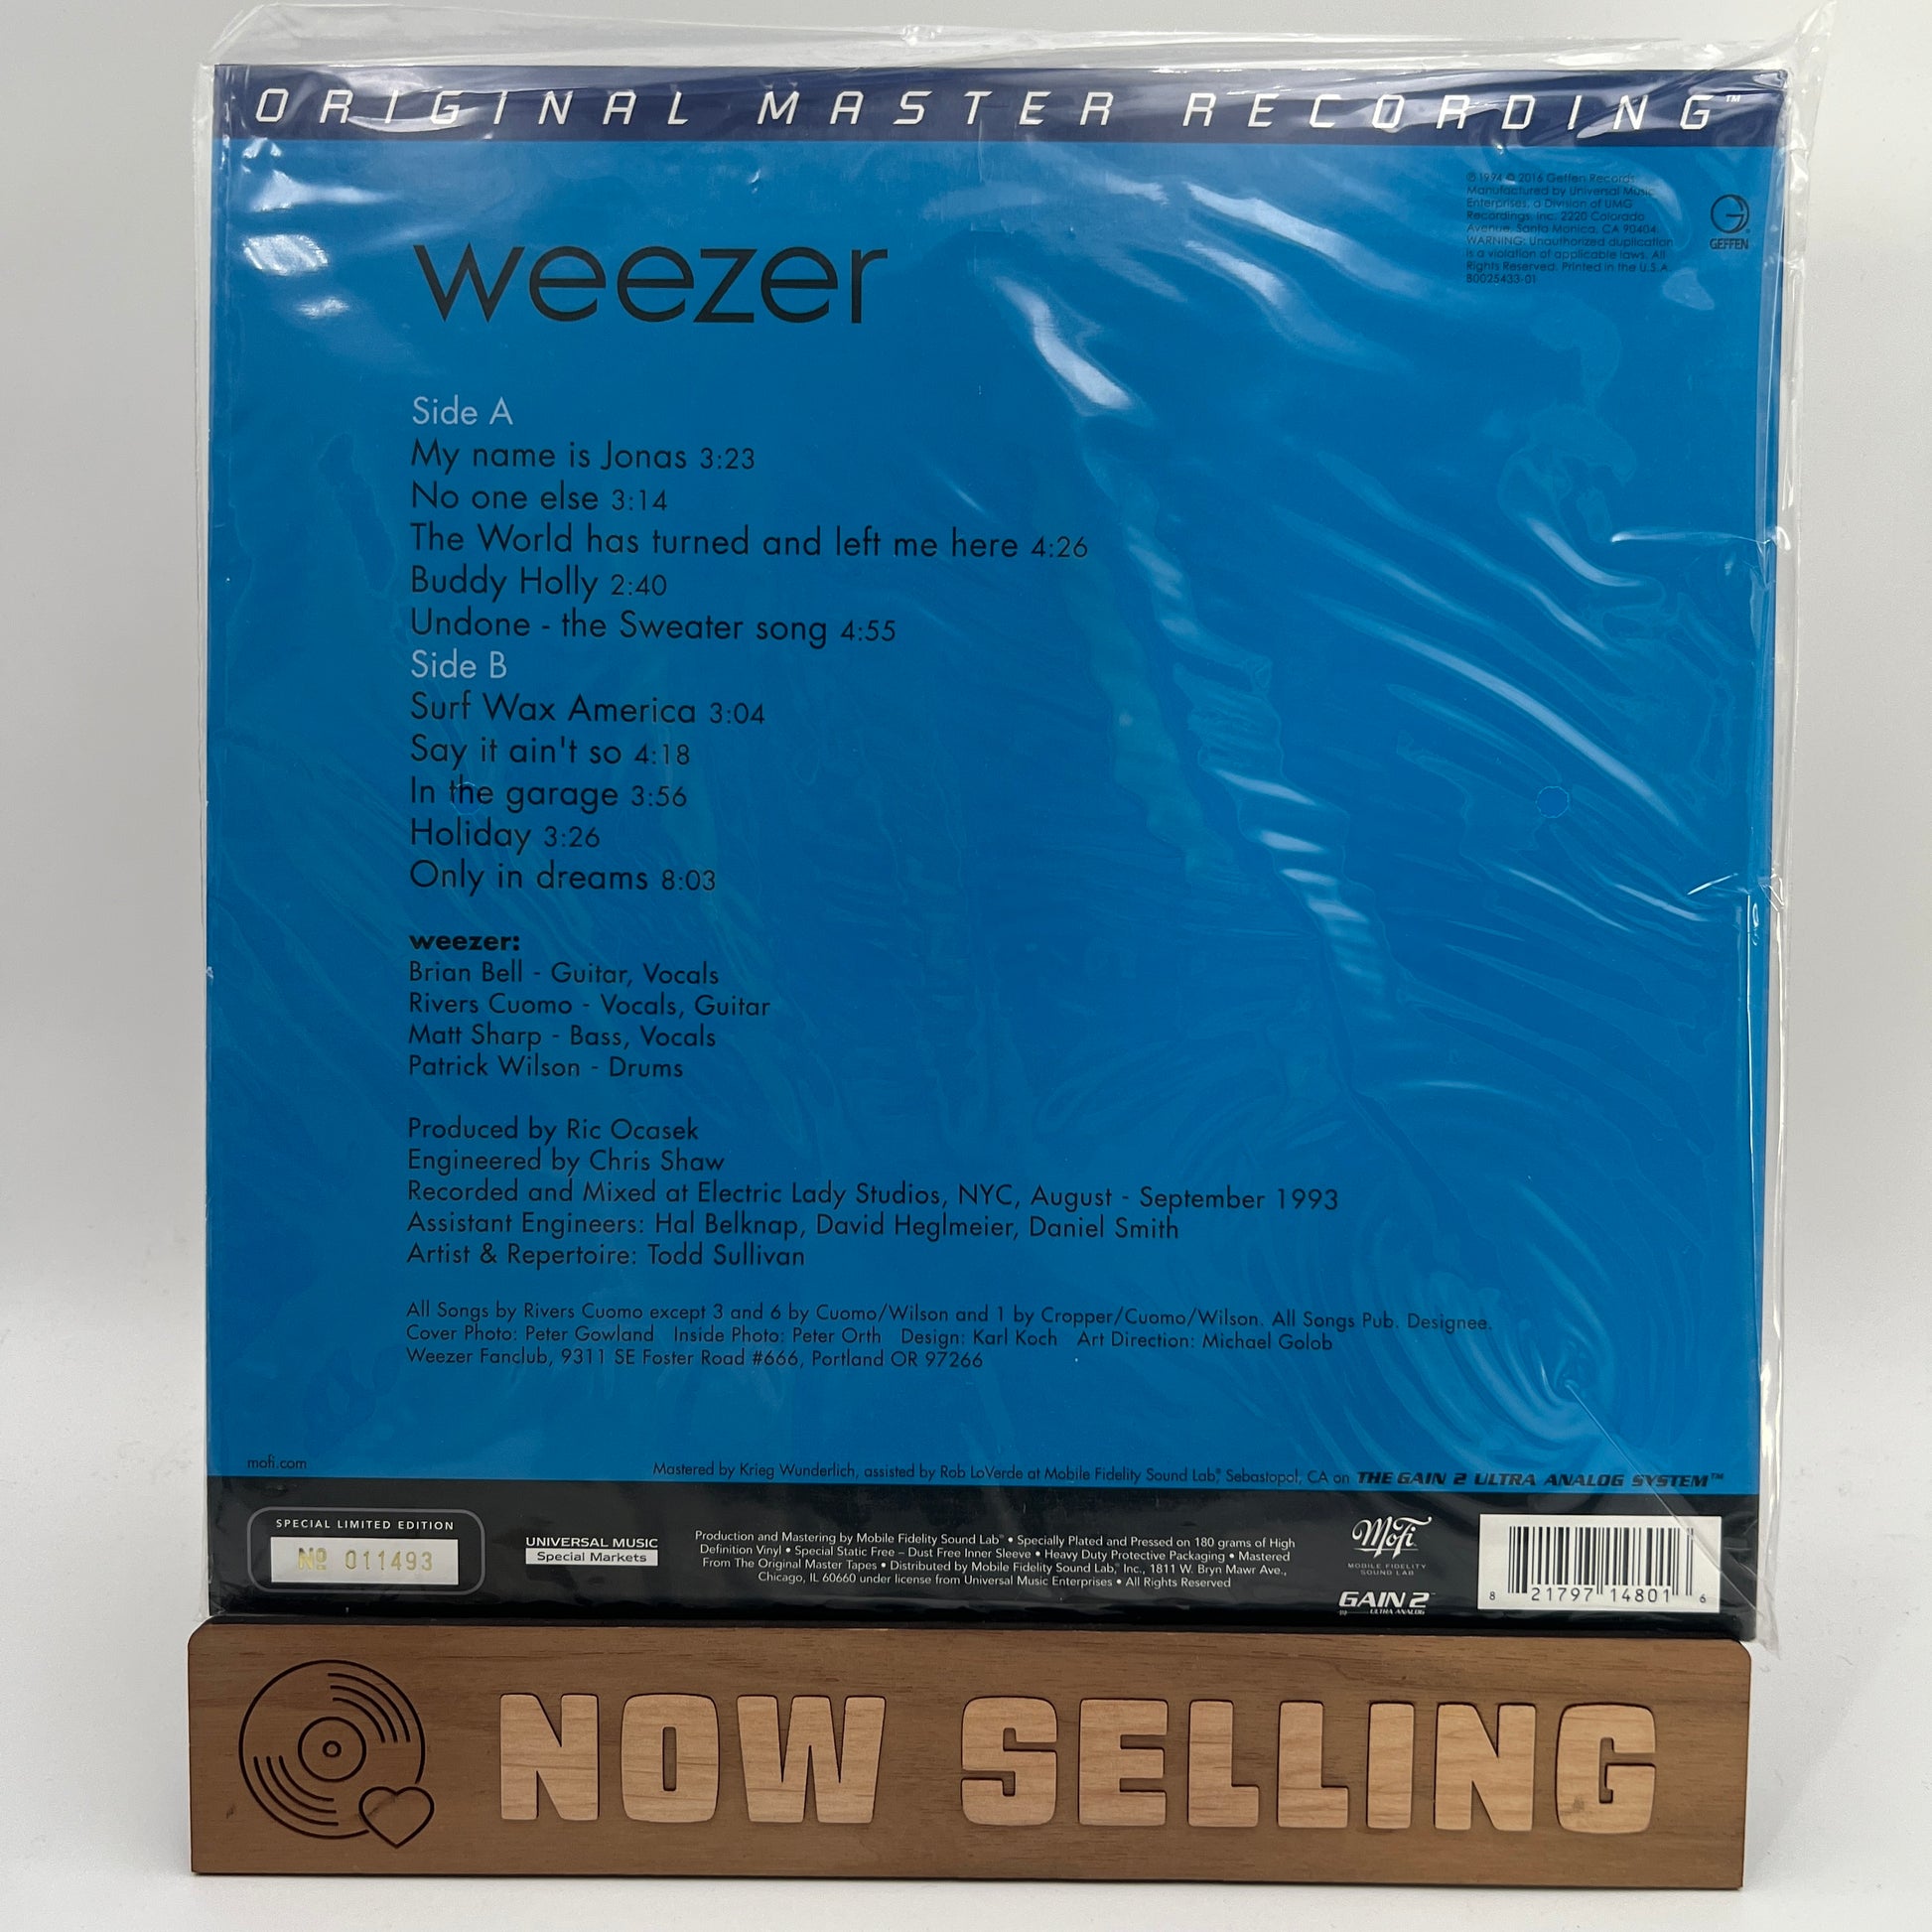 ORIGINAL MASTER RECORDING™
℗ 1994 © 2016 Geffen Records
Manufactured by Universal Music
Enterprises, a Division of UMG
Recordings, Inc. 2220 Colorado
Avenue, Santa Monica, CA 90404.
WARNING: Unauthorized duplication
is a violation of applicable laws. All
Rights Reserved. Printed in the U.S.A.
80025433-01
GEFFEN
weezer
Side A
My name is Jonas 3:23
No one else 3:14
The World has turned and left me here 4:26
Buddy Holly 2:40
Undone - the Sweater song 4:55
Side B
Surf Wax America 3:04
Say it ain't so 4:18
In the garage 3:56
Holiday 3:26
Only in dreams 8:03
weezer:
Brian Bell - Guitar, Vocals
Rivers Cuomo - Vocals, Guitar
Matt Sharp - Bass, Vocals
Patrick Wilson - Drums
Produced by Ric Ocasek
Engineered by Chris Shaw
Recorded and Mixed at Electric Lady Studios, NYC, August - September 1993
Assistant Engineers: Hal Belknap, David Heglmeier, Daniel Smith
Artist & Repertoire: Todd Sullivan
All Songs by Rivers Cuomo except 3 and 6 by Cuomo/Wilson and 1 by Cropper/Cuomo/Wilson. All Songs Pub. Designee.
Cover Photo: Peter Gowland Inside Photo: Peter Orth Design: Karl Koch Art Direction: Michael Golob
Weezer Fanclub, 9311 SE Foster Road #666, Portland OR 97266
mofi.com
Mastered by Krieg Wunderlich, assisted by Rob LoVerde at Mobile Fidelity Sound Lab,® Sebastopol, CA on THE GAIN 2 ULTRA ANALOG SYSTEM™
SPECIAL LIMITED EDITION
Nº 011493
UNIVERSAL MUSIC
Special Markets
Production and Mastering by Mobile Fidelity Sound Lab® • Specially Plated and Pressed on 180 grams of High
Definition Vinyl • Special Static Free – Dust Free Inner Sleeve • Heavy Duty Protective Packaging • Mastered
From The Original Master Tapes • Distributed by Mobile Fidelity Sound Lab,® Inc., 1811 W. Bryn Mawr Ave.,
Chicago, IL 60660 under license from Universal Music Enterprises • All Rights Reserved
MoFi
MOBILE FIDELITY
SOUND LAB
GAIN 2™
ULTRA ANALOG
8 21797 14801 6
NOW SELLING